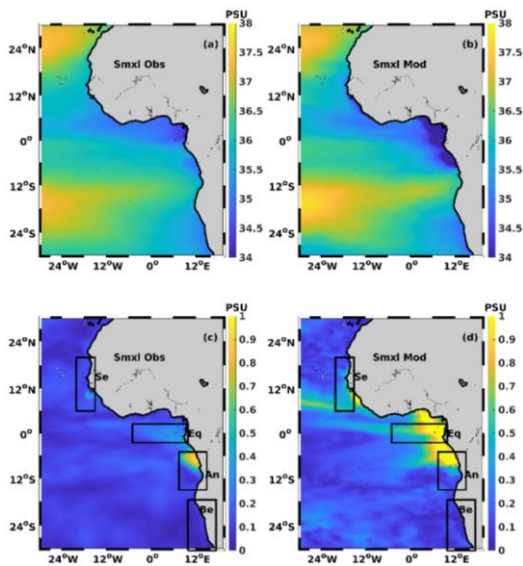 PSU
PSU
(a)
(b)
Smxl Obs
Smxl Mod
24°N
12°N
0°
12°S
24°S
24°W
12°W
0°
12°E
38
37.5
37
36.5
36
35.5
35
34.5
34
24°N
12°N
0°
12°S
24°S
24°W
12°W
0°
12°E
38
37.5
37
36.5
36
35.5
35
34.5
34
PSU
PSU
(c)
(d)
Smxl Obs
Smxl Mod
Se
Eq
An
Be
24°N
12°N
0°
12°S
24°S
24°W
12°W
0°
12°E
1
0.9
0.8
0.7
0.6
0.5
0.4
0.3
0.2
0.1
0
Se
Eq
An
Be
24°N
12°N
0°
12°S
24°S
24°W
12°W
0°
12°E
1
0.9
0.8
0.7
0.6
0.5
0.4
0.3
0.2
0.1
0